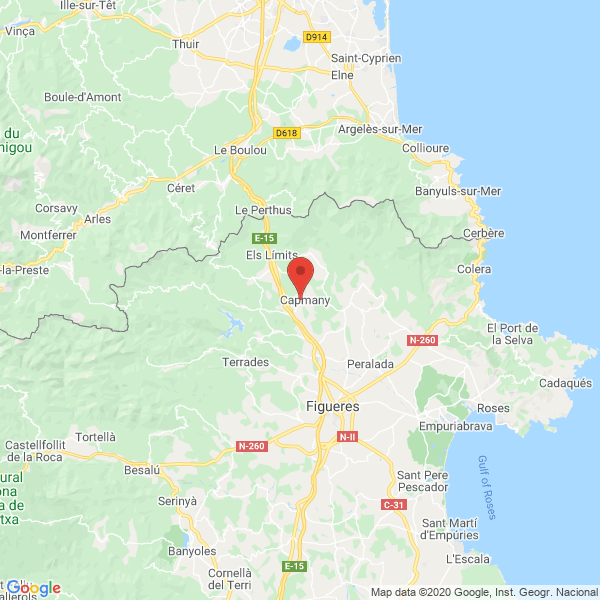 Ille-sur-Têt
Vinça
D914
Thuir
Saint-Cyprien
Elne
Boule-d'Amont
Argelès-sur-Mer
D618
du
nigou
Le Boulou
Collioure
Céret
Banyuls-sur-Mer
Corsavy
Arles
Le Perthus
Montferrer
Cerbère
E-15
Els Limits
la-Preste
Colera
Capmany
El Port de
la Selva
N-260
Terrades
Peralada
Cadaqués
Figueres
Roses
Empuriabrava
Tortellà
N-II
Castellfollit
de la Roca
N-260
Besalú
Sant Pere
Pescador
Gulf of Roses
ural
ona
a de
txa
Serinyà
C-31
Sant Martí
d'Empúries
Banyoles
L'Escala
Cornellà
del Terri
E-15
Google
Map data ©2020 Google, Inst. Geogr. Nacional